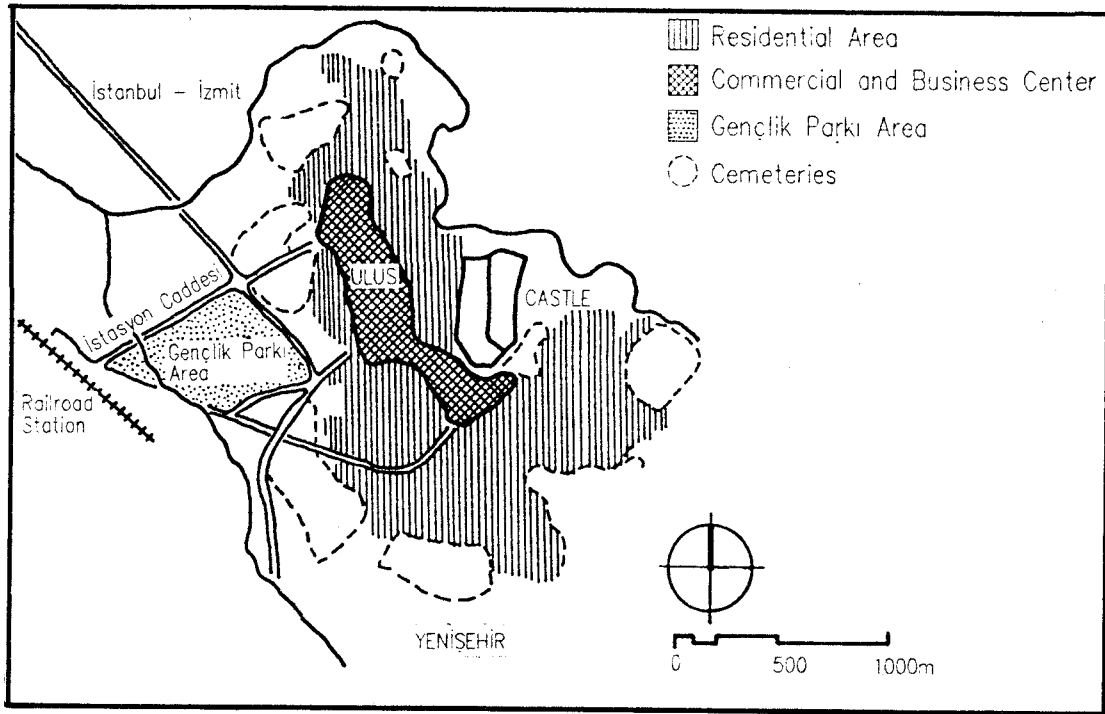 Residential Area
Commercial and Business Center
Gençlik Parkı Area
Cemeteries
İstanbul - İzmit
ULUS
CASTLE
İstasyon Caddesi
Gençlik Parkı
Area
Railroad
Station
YENİŞEHİR
0 500 1000m